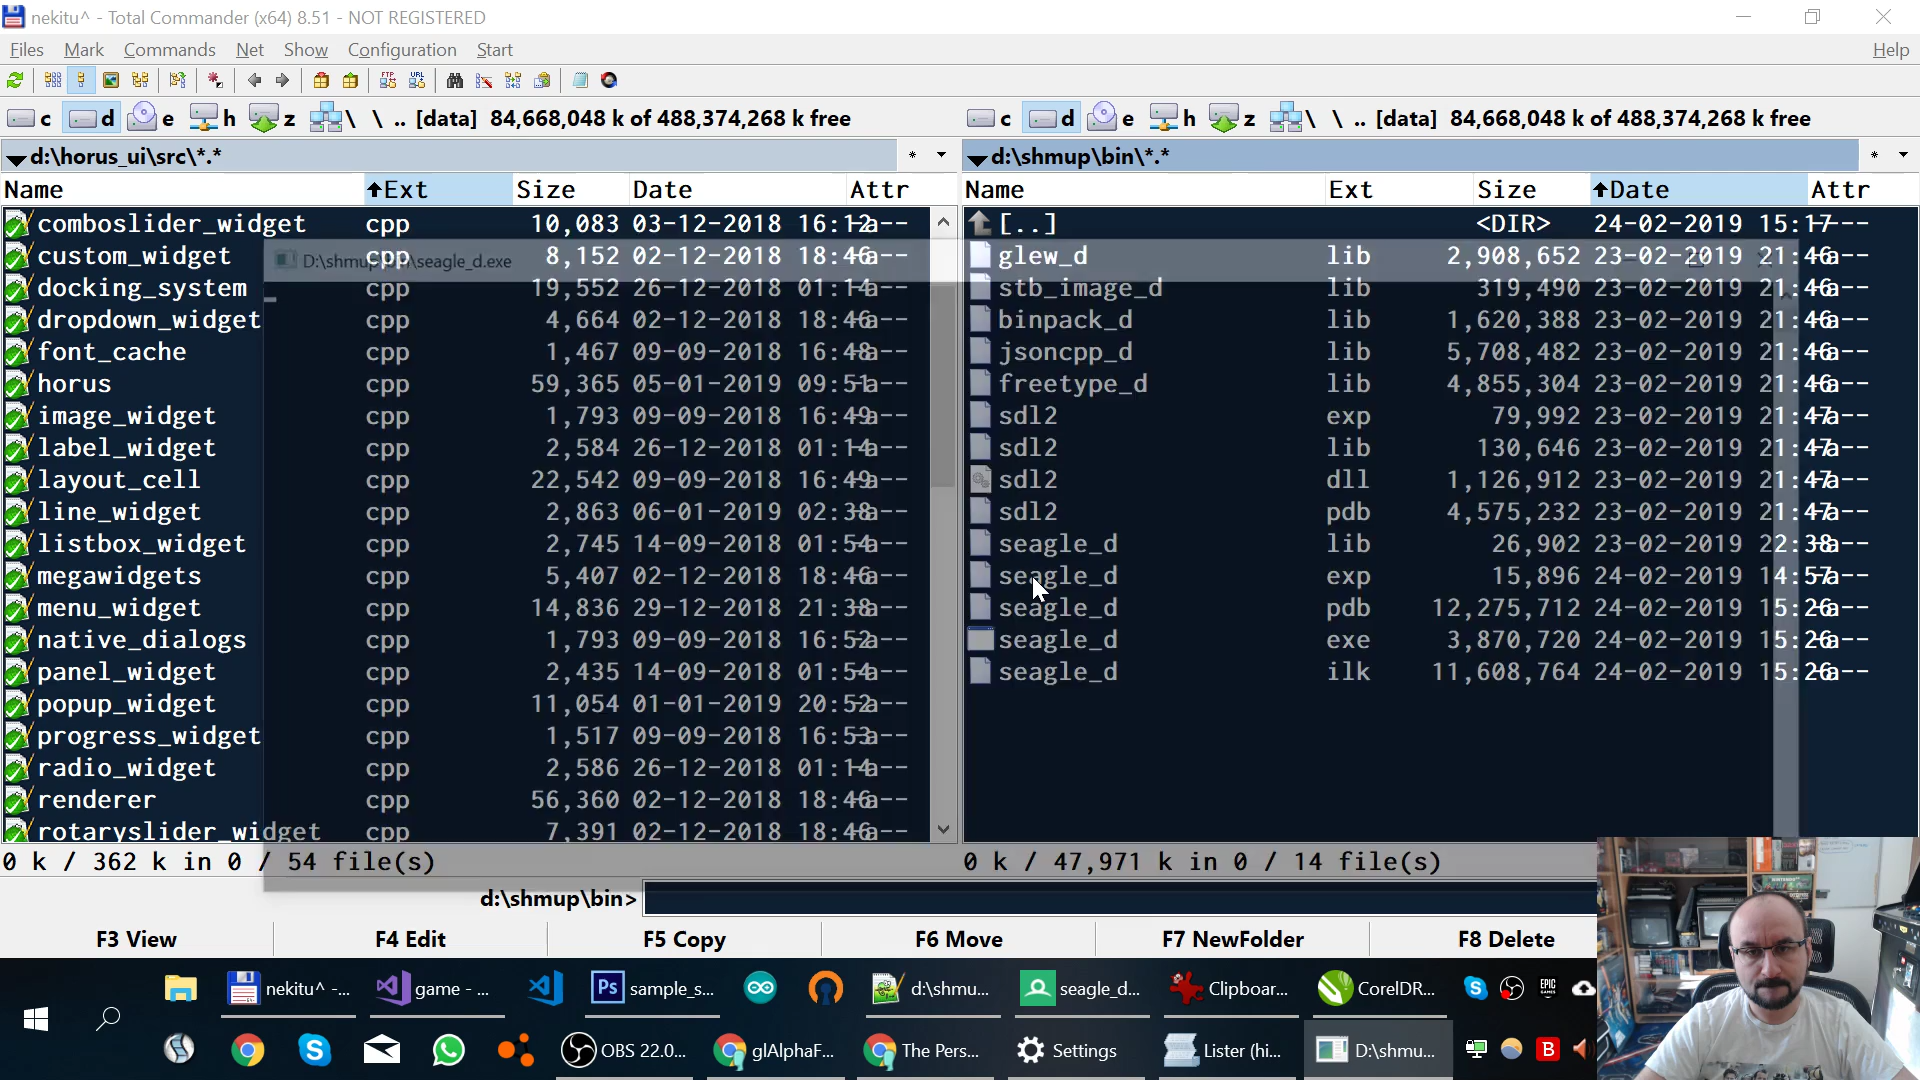 nekitu^ - Total Commander (x64) 8.51 - NOT REGISTERED
Files Mark Commands Net Show Configuration Start Help
c d e h z \ \ .. [data] 84,668,048 k of 488,374,268 k free
c d e h z \ \ .. [data] 84,668,048 k of 488,374,268 k free
d:\horus_ui\src\*.* * 
d:\shmup\bin\*.* *
Name Ext Size Date Attr
comboslider_widget cpp 10,083 03-12-2018 16:12 -a--
custom_widget cpp 8,152 02-12-2018 18:46 -a--
docking_system cpp 19,552 26-12-2018 01:14 -a--
dropdown_widget cpp 4,664 02-12-2018 18:46 -a--
font_cache cpp 1,467 09-09-2018 16:48 -a--
horus cpp 59,365 05-01-2019 09:51 -a--
image_widget cpp 1,793 09-09-2018 16:49 -a--
label_widget cpp 2,584 26-12-2018 01:14 -a--
layout_cell cpp 22,542 09-09-2018 16:49 -a--
line_widget cpp 2,863 06-01-2019 02:38 -a--
listbox_widget cpp 2,745 14-09-2018 01:54 -a--
megawidgets cpp 5,407 02-12-2018 18:46 -a--
menu_widget cpp 14,836 29-12-2018 21:38 -a--
native_dialogs cpp 1,793 09-09-2018 16:52 -a--
panel_widget cpp 2,435 14-09-2018 01:54 -a--
popup_widget cpp 11,054 01-01-2019 20:52 -a--
progress_widget cpp 1,517 09-09-2018 16:53 -a--
radio_widget cpp 2,586 26-12-2018 01:14 -a--
renderer cpp 56,360 02-12-2018 18:46 -a--
rotaryslider_widget cpp 7,391 02-12-2018 18:46 -a--
0 k / 362 k in 0 / 54 file(s)
Name Ext Size Date Attr
[..] <DIR> 24-02-2019 15:17 ----
glew_d lib 2,908,652 23-02-2019 21:46 -a--
stb_image_d lib 319,490 23-02-2019 21:46 -a--
binpack_d lib 1,620,388 23-02-2019 21:46 -a--
jsoncpp_d lib 5,708,482 23-02-2019 21:46 -a--
freetype_d lib 4,855,304 23-02-2019 21:46 -a--
sdl2 exp 79,992 23-02-2019 21:47 -a--
sdl2 lib 130,646 23-02-2019 21:47 -a--
sdl2 dll 1,126,912 23-02-2019 21:47 -a--
sdl2 pdb 4,575,232 23-02-2019 21:47 -a--
seagle_d lib 26,902 23-02-2019 22:38 -a--
seagle_d exp 15,896 24-02-2019 14:57 -a--
seagle_d pdb 12,275,712 24-02-2019 15:26 -a--
seagle_d exe 3,870,720 24-02-2019 15:26 -a--
seagle_d ilk 11,608,764 24-02-2019 15:26 -a--
0 k / 47,971 k in 0 / 14 file(s)
d:\shmup\bin>
F3 View F4 Edit F5 Copy F6 Move F7 NewFolder F8 Delete
nekitu^ -... game - ... Ps sample_s... d:\shmu... seagle_d... Clipboar... CorelDR... EPIC GAMES
OBS 22.0... glAlphaF... The Pers... Settings Lister (hi... D:\shmu... B